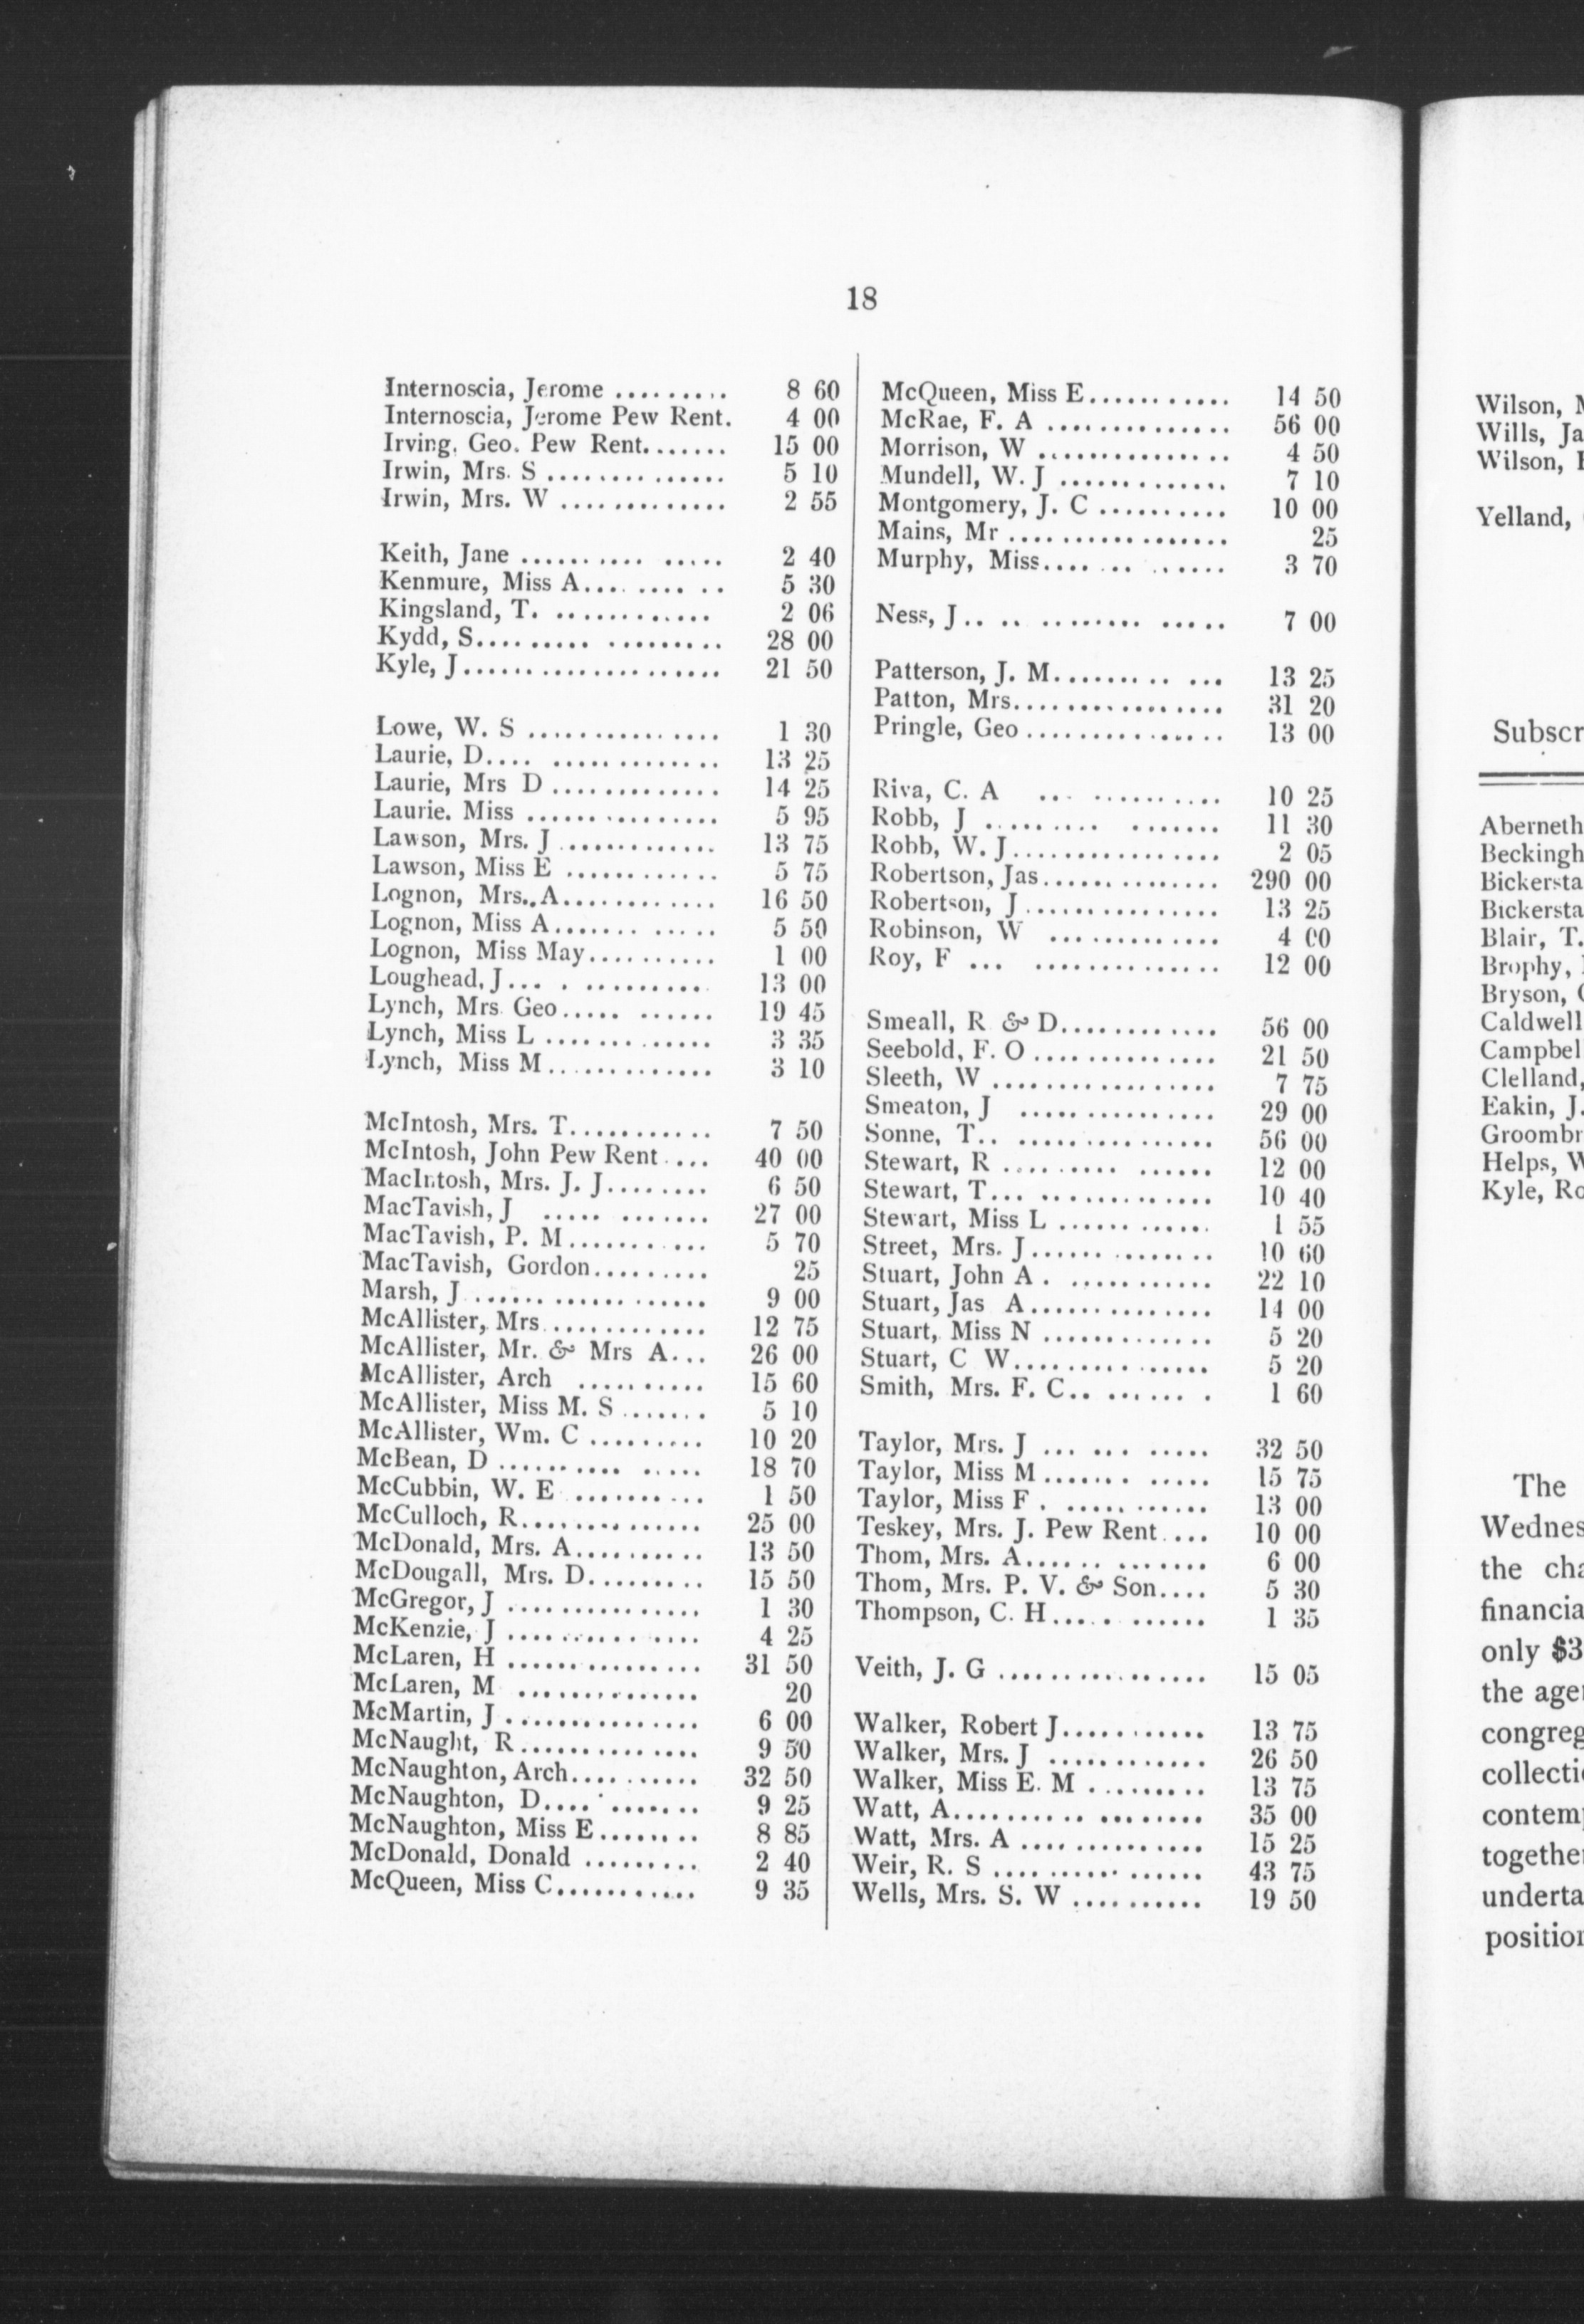 18
Internoscia, Jerome ......... 8 60
Internoscia, Jerome Pew Rent. 4 00
Irving, Geo. Pew Rent....... 15 00
Irwin, Mrs. S .............. 5 10
Irwin, Mrs. W ............. 2 55
Keith, Jane ............... 2 40
Kenmure, Miss A.......... 5 30
Kingsland, T. ............ 2 06
Kydd, S.................. 28 00
Kyle, J................... 21 50
Lowe, W. S ............... 1 30
Laurie, D................. 13 25
Laurie, Mrs D ............. 14 25
Laurie. Miss ............... 5 95
Lawson, Mrs. J ............ 13 75
Lawson, Miss E ............ 5 75
Lognon, Mrs. A............ 16 50
Lognon, Miss A............ 5 50
Lognon, Miss May.......... 1 00
Loughead, J............... 13 00
Lynch, Mrs. Geo........... 19 45
Lynch, Miss L ............. 3 35
Lynch, Miss M............. 3 10
McIntosh, Mrs. T........... 7 50
McIntosh, John Pew Rent.... 40 00
MacIntosh, Mrs. J. J........ 6 50
MacTavish, J ............ 27 00
MacTavish, P. M........... 5 70
MacTavish, Gordon......... 25
Marsh, J .................. 9 00
McAllister, Mrs............. 12 75
McAllister, Mr. & Mrs A... 26 00
McAllister, Arch .......... 15 60
McAllister, Miss M. S ....... 5 10
McAllister, Wm. C ......... 10 20
McBean, D ............... 18 70
McCubbin, W. E .......... 1 50
McCulloch, R.............. 25 00
McDonald, Mrs. A.......... 13 50
McDougall, Mrs. D......... 15 50
McGregor, J ............... 1 30
McKenzie, J ............... 4 25
McLaren, H ............... 31 50
McLaren, M .............. 20
McMartin, J ............... 6 00
McNaught, R.............. 9 50
McNaughton, Arch.......... 32 50
McNaughton, D............ 9 25
McNaughton, Miss E........ 8 85
McDonald, Donald ......... 2 40
McQueen, Miss C........... 9 35
McQueen, Miss E........... 14 50
McRae, F. A .............. 56 00
Morrison, W ............... 4 50
Mundell, W. J ............. 7 10
Montgomery, J. C .......... 10 00
Mains, Mr ................. 25
Murphy, Miss............. 3 70
Ness, J.................. 7 00
Patterson, J. M............ 13 25
Patton, Mrs................ 31 20
Pringle, Geo ............... 13 00
Riva, C. A ............. 10 25
Robb, J ................ 11 30
Robb, W. J................ 2 05
Robertson, Jas.............. 290 00
Robertson, J ............... 13 25
Robinson, W ............. 4 00
Roy, F ................. 12 00
Smeall, R & D............ 56 00
Seebold, F. O .............. 21 50
Sleeth, W ................. 7 75
Smeaton, J ............... 29 00
Sonne, T................. 56 00
Stewart, R ................ 12 00
Stewart, T................ 10 40
Stewart, Miss L ............ 1 55
Street, Mrs. J.............. 10 60
Stuart, John A . ........... 22 10
Stuart, Jas A.............. 14 00
Stuart, Miss N ............. 5 20
Stuart, C W............... 5 20
Smith, Mrs. F. C......... . 1 60
Taylor, Mrs. J ........... 32 50
Taylor, Miss M ............ 15 75
Taylor, Miss F . ........... 13 00
Teskey, Mrs. J. Pew Rent.... 10 00
Thom, Mrs. A............. 6 00
Thom, Mrs. P. V. & Son.... 5 30
Thompson, C. H........... 1 35
Veith, J. G ................ 15 05
Walker, Robert J........... 13 75
Walker, Mrs. J ............ 26 50
Walker, Miss E. M ......... 13 75
Watt, A.................. 35 00
Watt, Mrs. A .............. 15 25
Weir, R. S ................ 43 75
Wells, Mrs. S. W .......... 19 50
Wilson,
Wills,
Wilson,
Yelland,
Bryson,
Caldwell
Clelland,
Eakin, J.
Helps,
Kyle,
Blair, T.
Brophy,
The
the
only $3
the